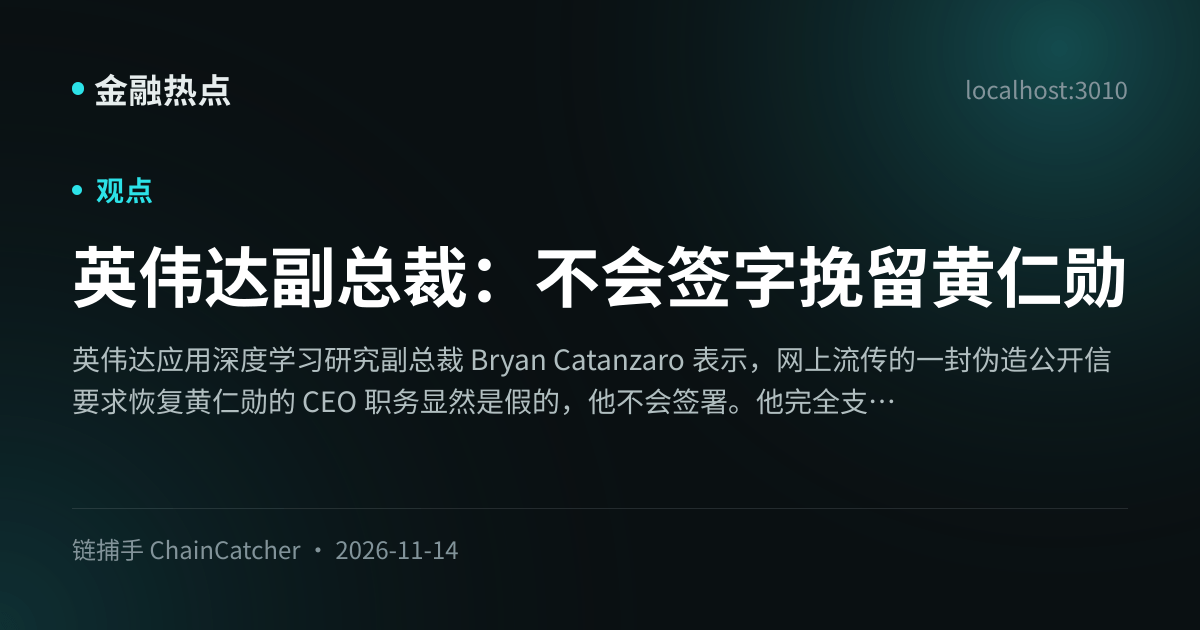 金融热点
localhost:3010
观点
英伟达副总裁：不会签字挽留黄仁勋
英伟达应用深度学习研究副总裁 Bryan Catanzaro 表示，网上流传的一封伪造公开信
要求恢复黄仁勋的 CEO 职务显然是假的，他不会签署。他完全支…
链捕手 ChainCatcher · 2026-11-14